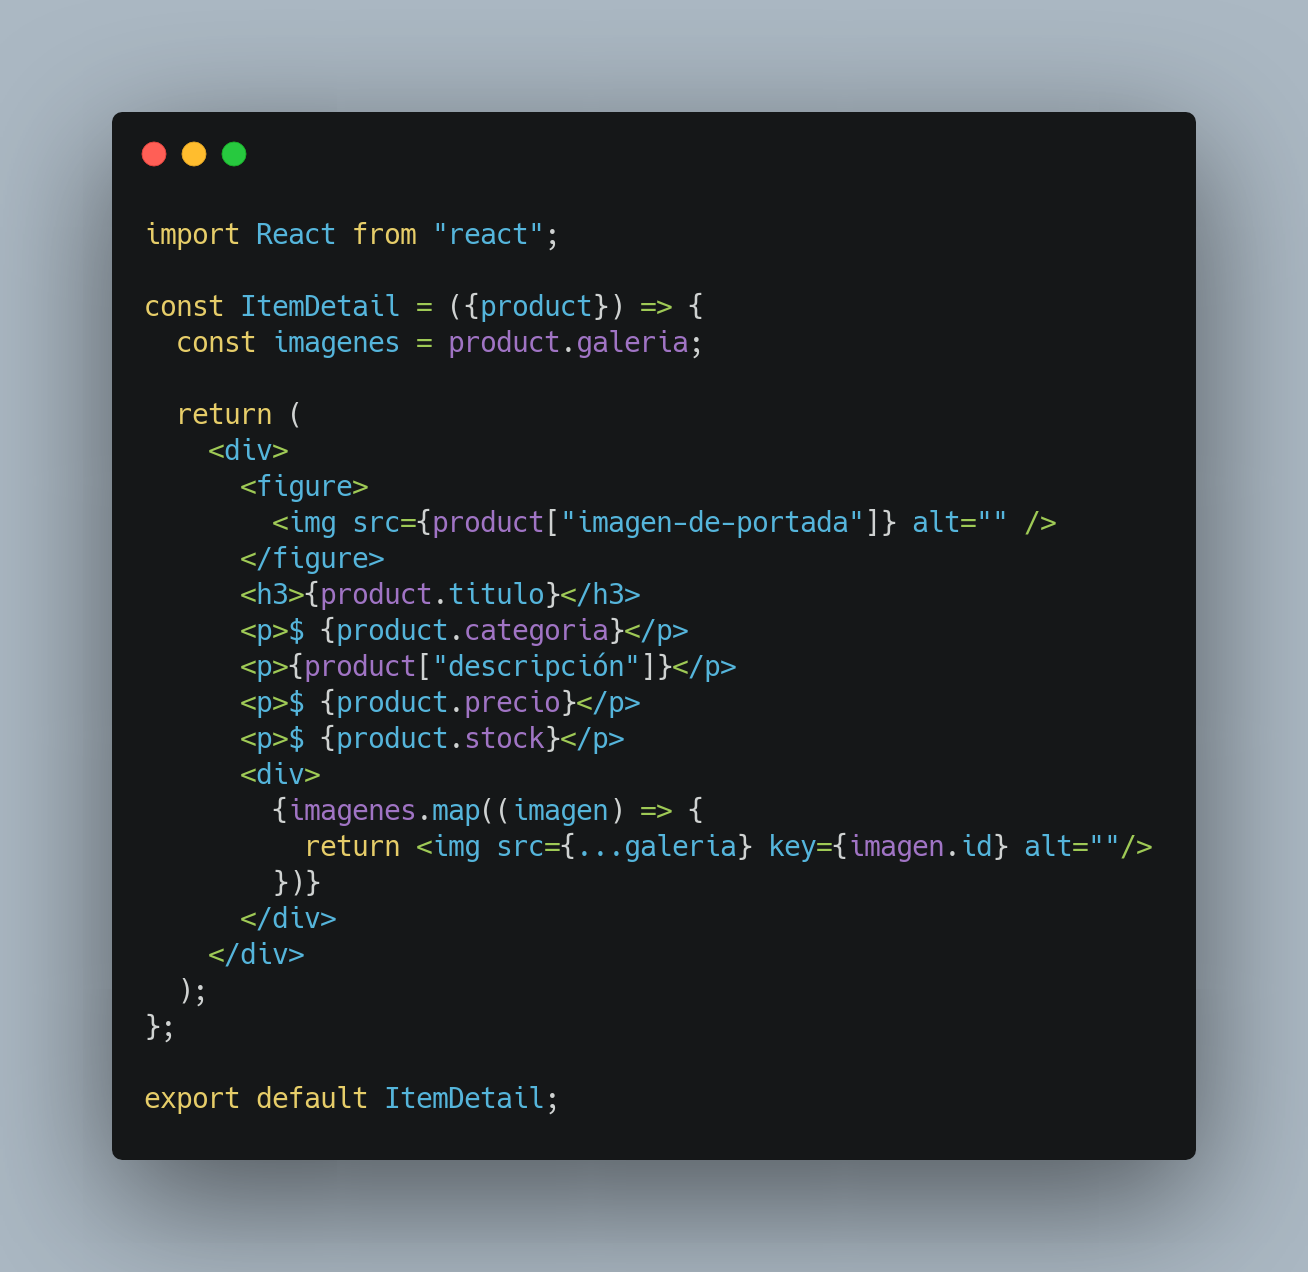 import React from "react";
const ItemDetail = ({product}) => {
const imagenes = product.galeria;
return (
<div>
<figure>
<img src={product["imagen-de-portada"]} alt="" />
</figure>
<h3>{product.titulo}</h3>
<p>$ {product.categoria}</p>
<p>{product["descripción"]}</p>
<p>$ {product.precio}</p>
<p>$ {product.stock}</p>
<div>
{imagenes.map((imagen) => {
return <img src={...galeria} key={imagen.id} alt=""/>
})}
</div>
</div>
);
};
export default ItemDetail;